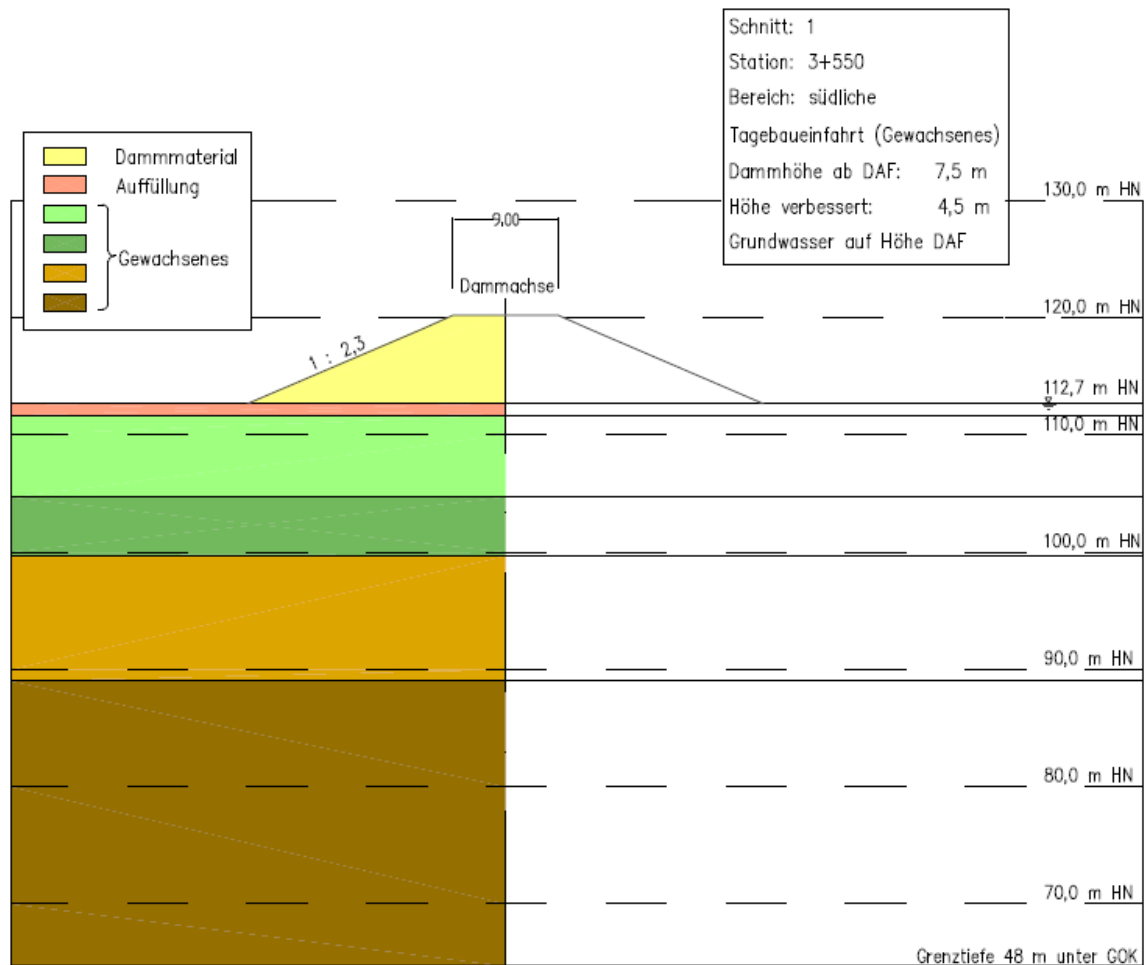 Schnitt: 1
Station: 3+550
Bereich: südliche
Tagebaueinfahrt (Gewachsenes)
Dammhöhe ab DAF: 7,5 m
Höhe verbessert: 4,5 m
Grundwasser auf Höhe DAF
Dammmaterial
Auffüllung
Gewachsenes
130,0 m HN
9.00
Dammachse
120,0 m HN
1 : 2,3
112,7 m HN
110,0 m HN
100,0 m HN
90,0 m HN
80,0 m HN
70,0 m HN
Grenztiefe 48 m unter GOK